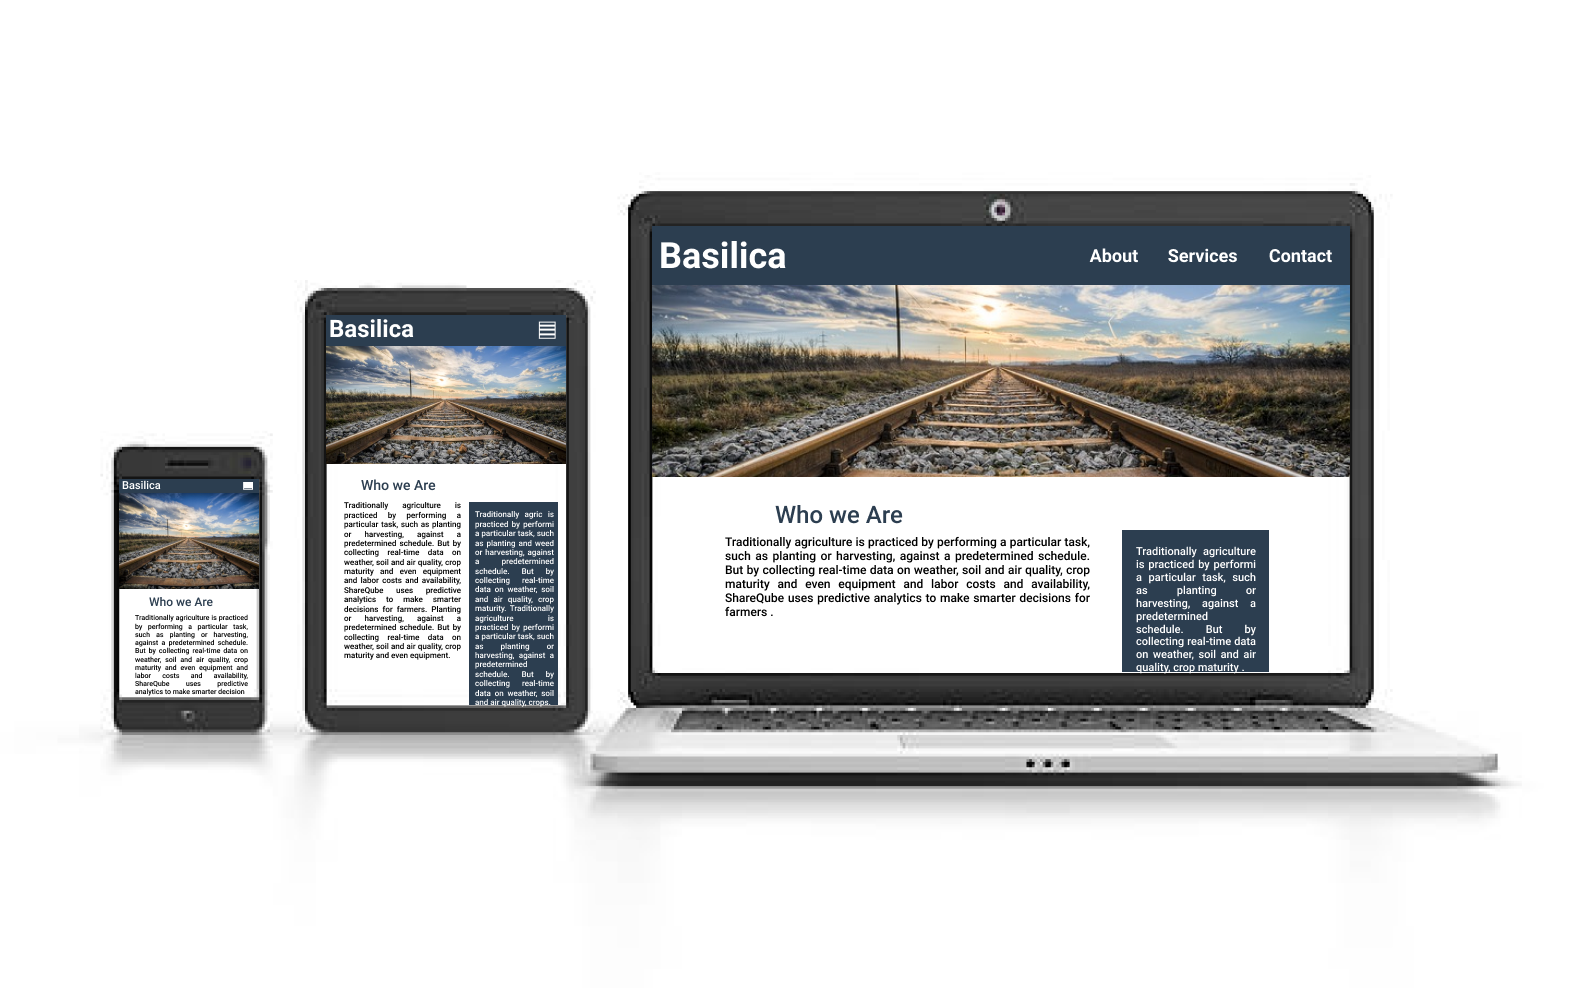 Basilica
Who we Are
Traditionally agriculture is practiced
by performing a particular task,
such as planting or harvesting,
against a predetermined schedule.
But by collecting real-time data on
weather, soil and air quality, crop
maturity and even equipment and
labor costs and availability,
ShareQube uses predictive
analytics to make smarter decision
Basilica
Who we Are
Traditionally agriculture is
practiced by performing a
particular task, such as planting
or harvesting, against a
predetermined schedule. But by
collecting real-time data on
weather, soil and air quality, crop
maturity and even equipment
and labor costs and availability,
ShareQube uses predictive
analytics to make smarter
decisions for farmers. Planting
or harvesting, against a
predetermined schedule. But by
collecting real-time data on
weather, soil and air quality, crop
maturity and even equipment.
Traditionally agric is
practiced by performi
a particular task, such
as planting and weed
or harvesting, against
a predetermined
schedule. But by
collecting real-time
data on weather, soil
and air quality, crop
maturity. Traditionally
agriculture is
practiced by performi
a particular task, such
as planting or
harvesting, against a
predetermined
schedule. But by
collecting real-time
data on weather, soil
and air quality, crops.
Basilica
About Services Contact
Who we Are
Traditionally agriculture is practiced by performing a particular task,
such as planting or harvesting, against a predetermined schedule.
But by collecting real-time data on weather, soil and air quality, crop
maturity and even equipment and labor costs and availability,
ShareQube uses predictive analytics to make smarter decisions for
farmers .
Traditionally agriculture
is practiced by performi
a particular task, such
as planting or
harvesting, against a
predetermined
schedule. But by
collecting real-time data
on weather, soil and air
quality, crop maturity .